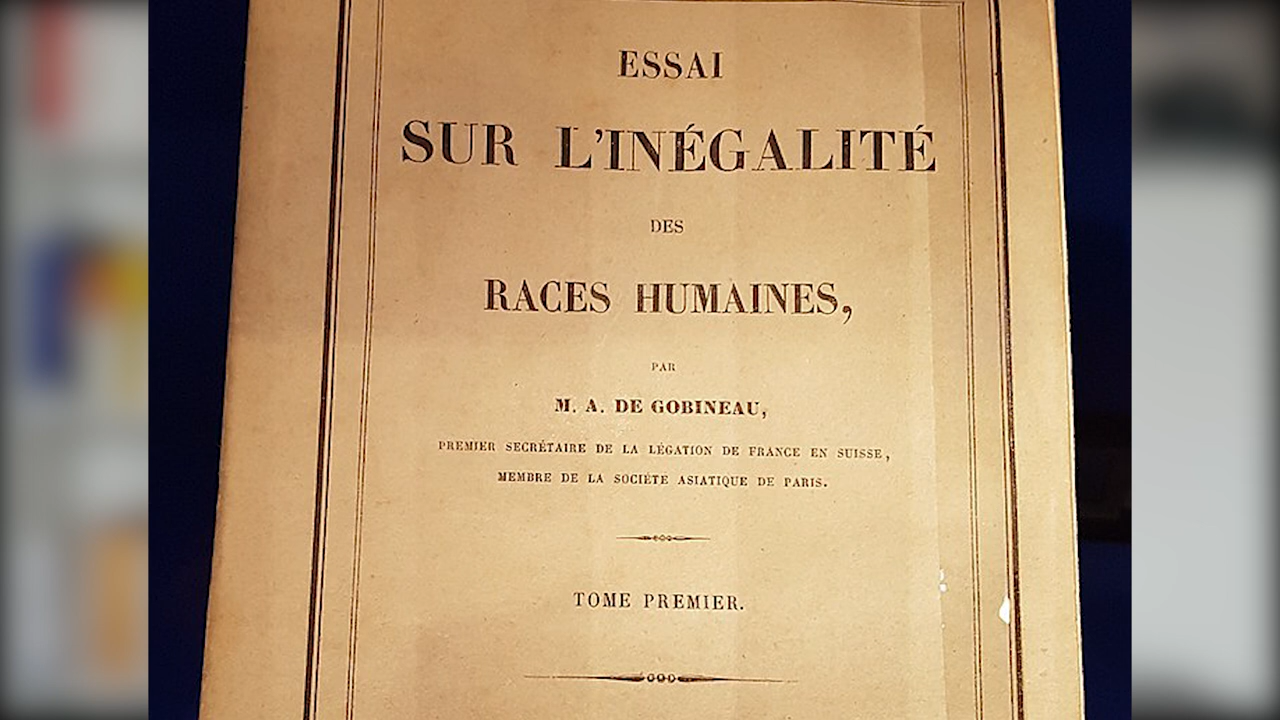 ESSAI
SUR L'INÉGALITÉ
DES
RACES HUMAINES,
PAR
M. A. DE GOBINEAU,
PREMIER SECRÉTAIRE DE LA LÉGATION DE FRANCE EN SUISSE,
MEMBRE DE LA SOCIÉTÉ ASIATIQUE DE PARIS.
TOME PREMIER.